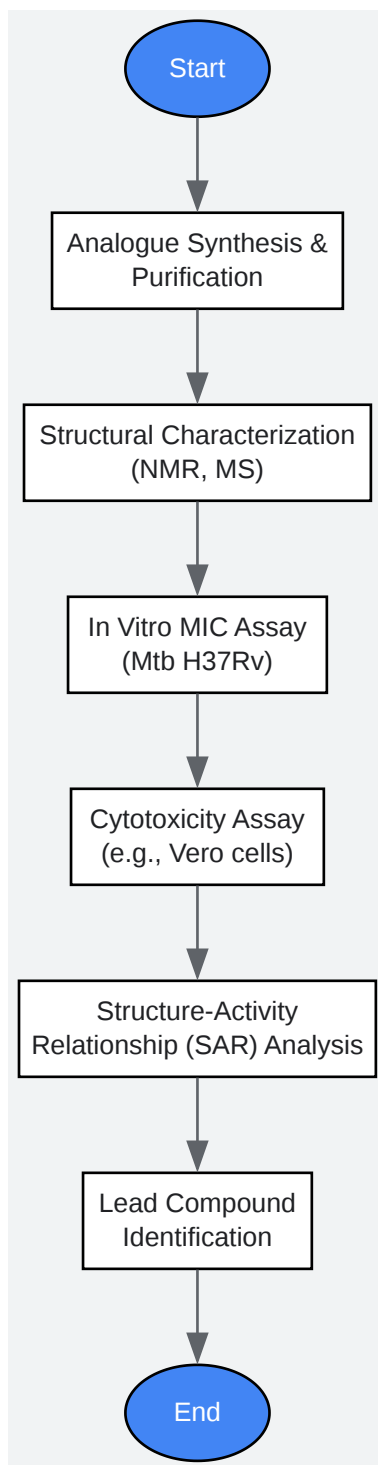 Start
Analogue Synthesis &
Purification
Structural Characterization
(NMR, MS)
In Vitro MIC Assay
(Mtb H37Rv)
Cytotoxicity Assay
(e.g., Vero cells)
Structure-Activity
Relationship (SAR) Analysis
Lead Compound
Identification
End